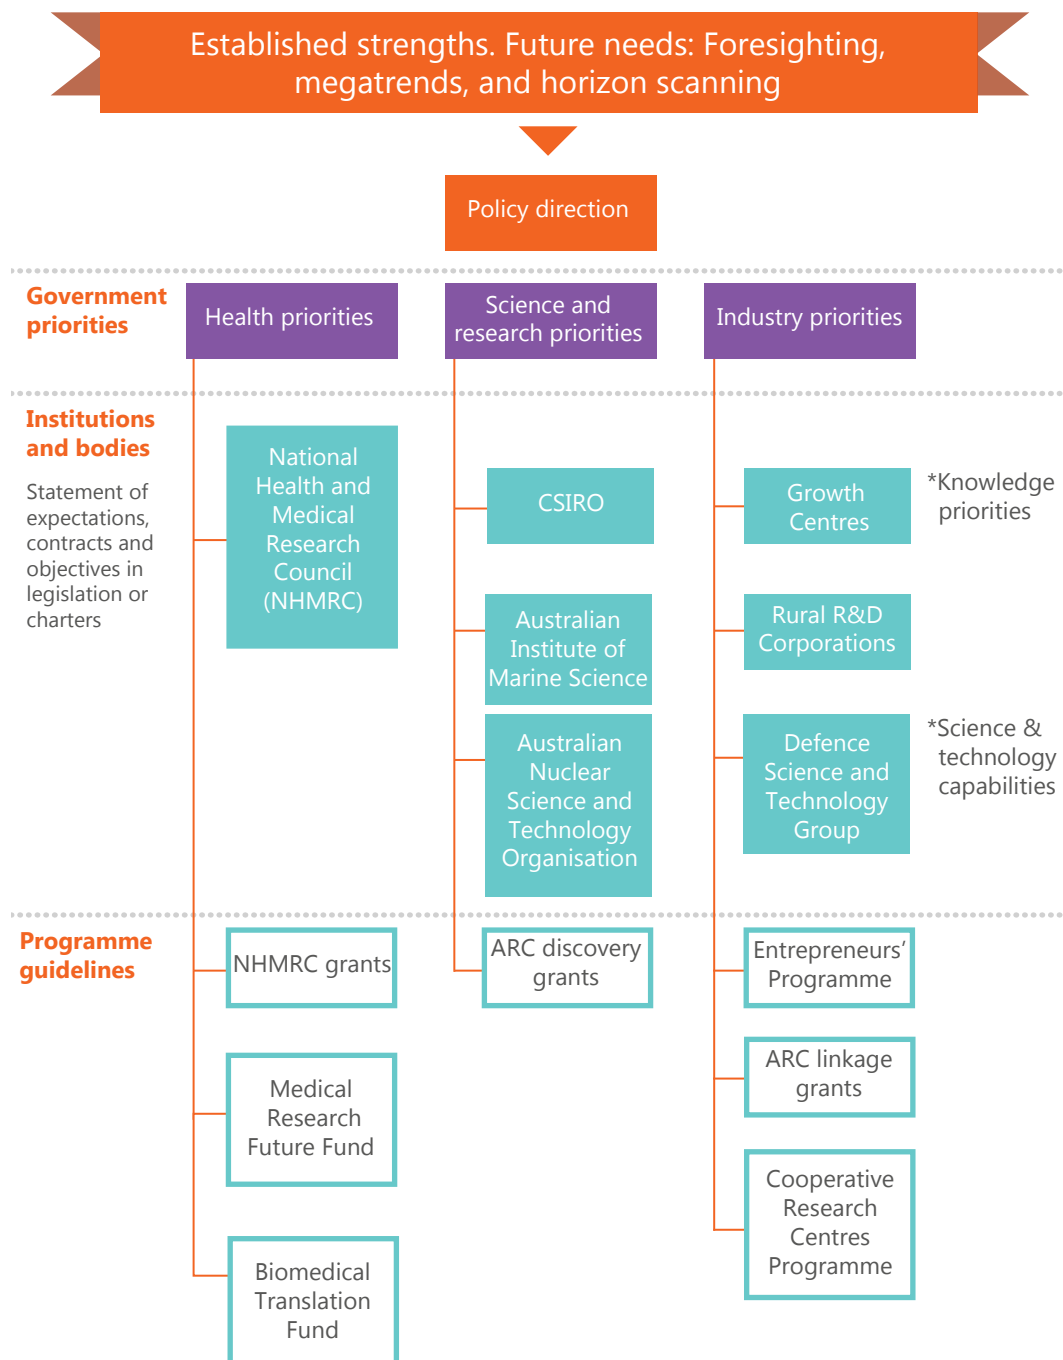 Established strengths. Future needs: Foresighting,
megatrends, and horizon scanning
Policy direction
Government
priorities
Health priorities
Science and
research priorities
Industry priorities
Institutions
and bodies
Statement of
expectations,
contracts and
objectives in
legislation or
charters
National
Health and
Medical
Research
Council
(NHMRC)
CSIRO
Australian
Institute of
Marine Science
Australian
Nuclear
Science and
Technology
Organisation
Growth
Centres
*Knowledge
priorities
Rural R&D
Corporations
Defence
Science and
Technology
Group
*Science &
technology
capabilities
Programme
guidelines
NHMRC grants
Medical
Research
Future Fund
Biomedical
Translation
Fund
ARC discovery
grants
Entrepreneurs’
Programme
ARC linkage
grants
Cooperative
Research
Centres
Programme